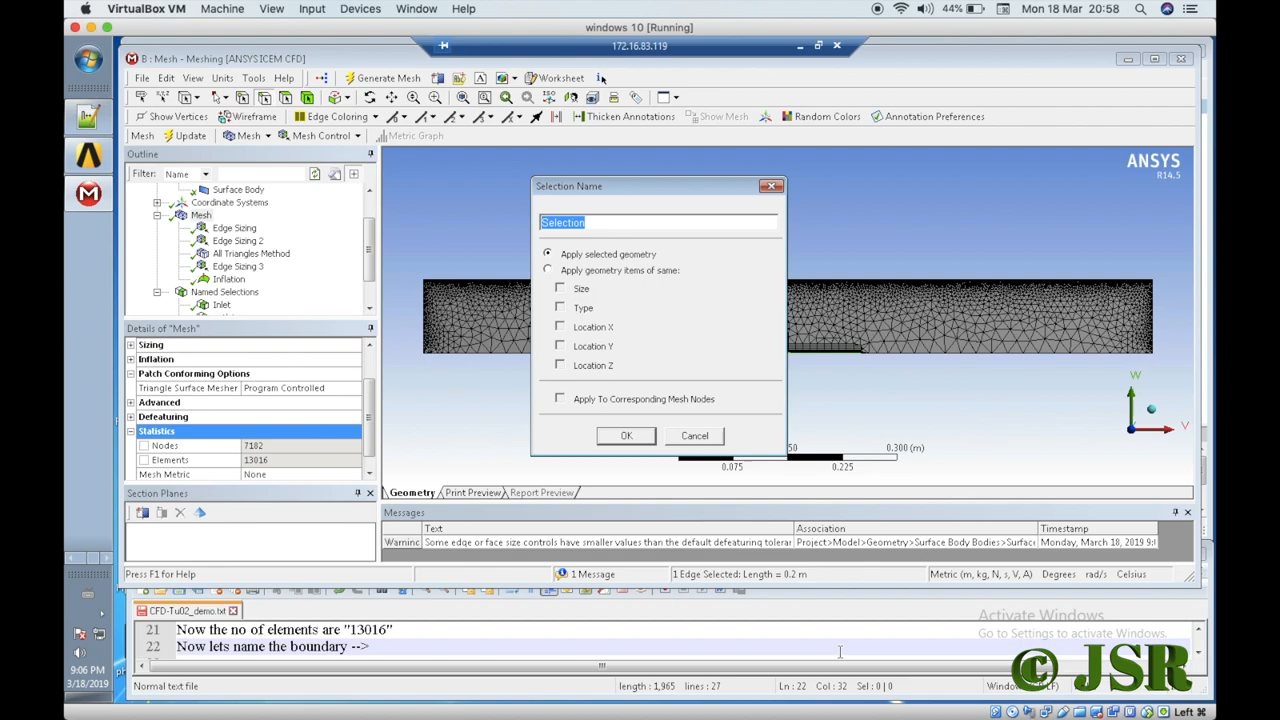 VirtualBox VM Machine View Input Devices Window Help 44% Mon 18 Mar 20:58
windows 10 [Running]
172.16.83.119
B : Mesh - Meshing [ANSYS ICEM CFD]
File Edit View Units Tools Help Generate Mesh A Worksheet i
Show Vertices Wireframe Edge Coloring Thicken Annotations Show Mesh Random Colors Annotation Preferences
Mesh Update Mesh Mesh Control Metric Graph
Outline
Filter: Name
Surface Body
Coordinate Systems
Mesh
Edge Sizing
Edge Sizing 2
All Triangles Method
Edge Sizing 3
Inflation
Named Selections
Inlet
Details of "Mesh"
Sizing
Inflation
Patch Conforming Options
Triangle Surface Mesher Program Controlled
Advanced
Defeaturing
Statistics
Nodes 7182
Elements 13016
Mesh Metric None
Section Planes
Press F1 for Help
ANSYS
R14.5
Selection Name
Selection
Apply selected geometry
Apply geometry items of same:
Size
Type
Location X
Location Y
Location Z
Apply To Corresponding Mesh Nodes
OK Cancel
50 0.300 (m)
0.075 0.225
Geometry Print Preview Report Preview
Messages
Text Association Timestamp
Warninc Some edge or face size controls have smaller values than the default defeaturing tolerar Project>Model>Geometry>Surface Body Bodies>Surfac Monday, March 18, 2019 9:0
1 Message 1 Edge Selected: Length = 0.2 m Metric (m, kg, N, s, V, A) Degrees rad/s Celsius
CFD-Tu02_demo.txt
21 Now the no of elements are "13016"
22 Now lets name the boundary -->
Activate Windows
Go to Settings to activate Windows.
Normal text file length : 1,965 lines : 27 Ln : 22 Col : 32 Sel : 0 | 0
9:06 PM
3/18/2019
© JSR
Left ⌘